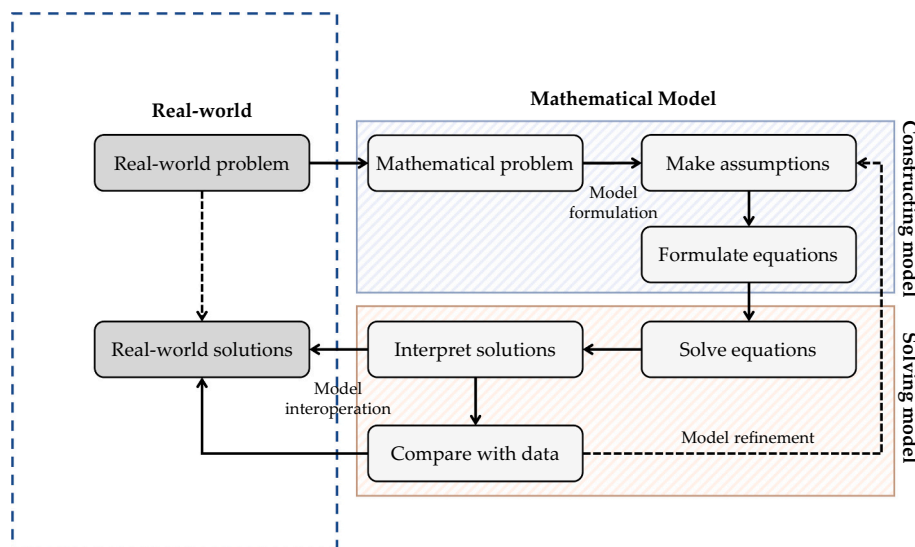 Mathematical Model
Real-world
Real-world problem
Mathematical problem
Make assumptions
Model
formulation
Formulate equations
Constructing model
Real-world solutions
Interpret solutions
Solve equations
Model
interoperation
Compare with data
Model refinement
Solving model